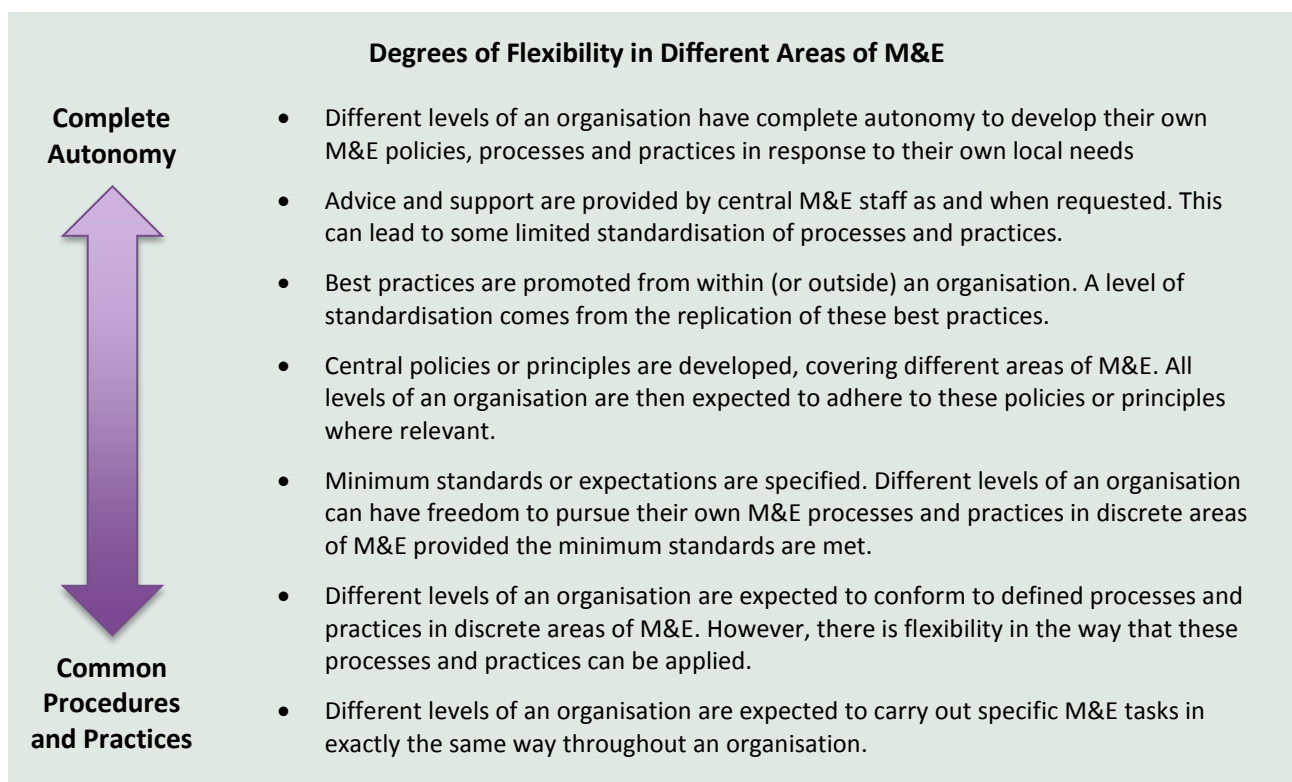 Degrees of Flexibility in Different Areas of M&E
Complete
Autonomy
• Different levels of an organisation have complete autonomy to develop their own
M&E policies, processes and practices in response to their own local needs
• Advice and support are provided by central M&E staff as and when requested. This
can lead to some limited standardisation of processes and practices.
• Best practices are promoted from within (or outside) an organisation. A level of
standardisation comes from the replication of these best practices.
• Central policies or principles are developed, covering different areas of M&E. All
levels of an organisation are then expected to adhere to these policies or principles
where relevant.
• Minimum standards or expectations are specified. Different levels of an organisation
can have freedom to pursue their own M&E processes and practices in discrete areas
of M&E provided the minimum standards are met.
• Different levels of an organisation are expected to conform to defined processes and
practices in discrete areas of M&E. However, there is flexibility in the way that these
processes and practices can be applied.
• Different levels of an organisation are expected to carry out specific M&E tasks in
exactly the same way throughout an organisation.
Common
Procedures
and Practices